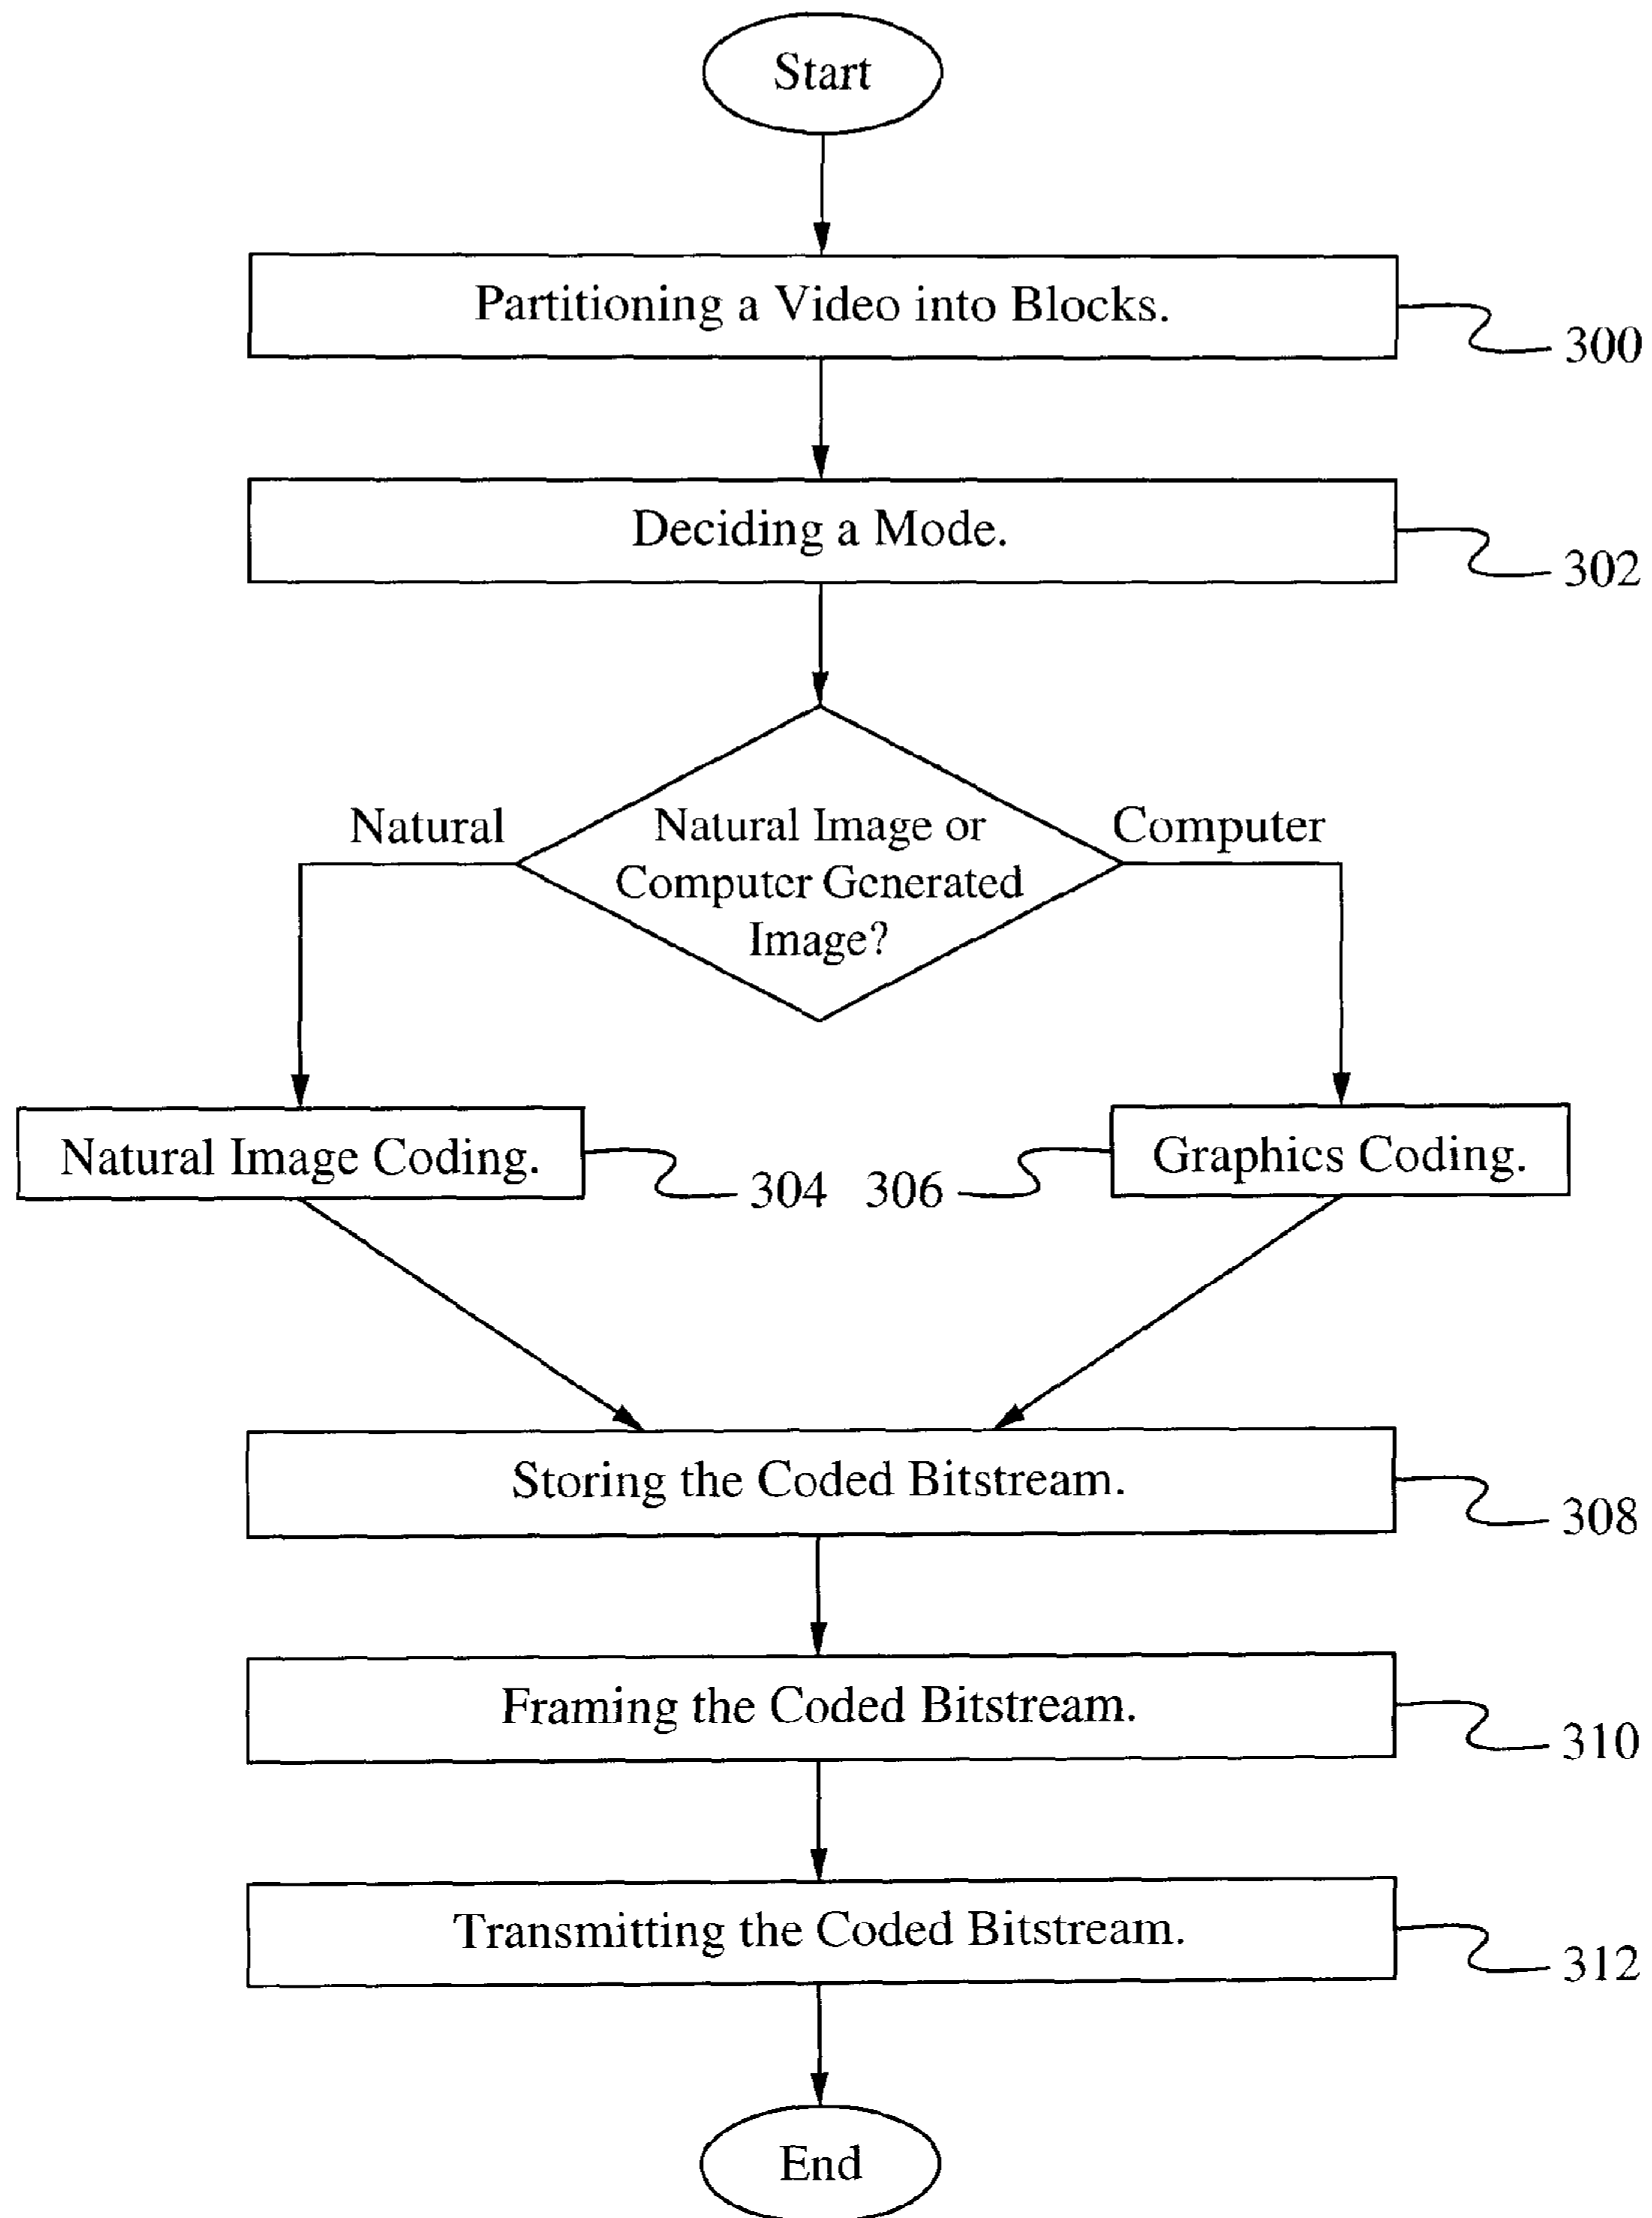 Start
Partitioning a Video into Blocks.
300
Deciding a Mode.
302
Natural
Natural Image or
Computer Generated
Image?
Computer
Natural Image Coding.
304
306
Graphics Coding.
Storing the Coded Bitstream.
308
Framing the Coded Bitstream.
310
Transmitting the Coded Bitstream.
312
End